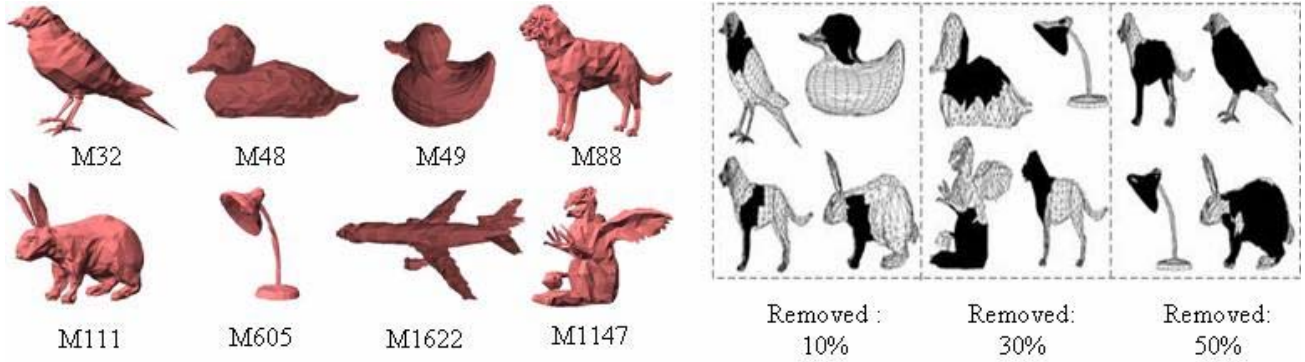 M32
M48
M49
M88
M111
M605
M1622
M1147
Removed :
10%
Removed:
30%
Removed:
50%